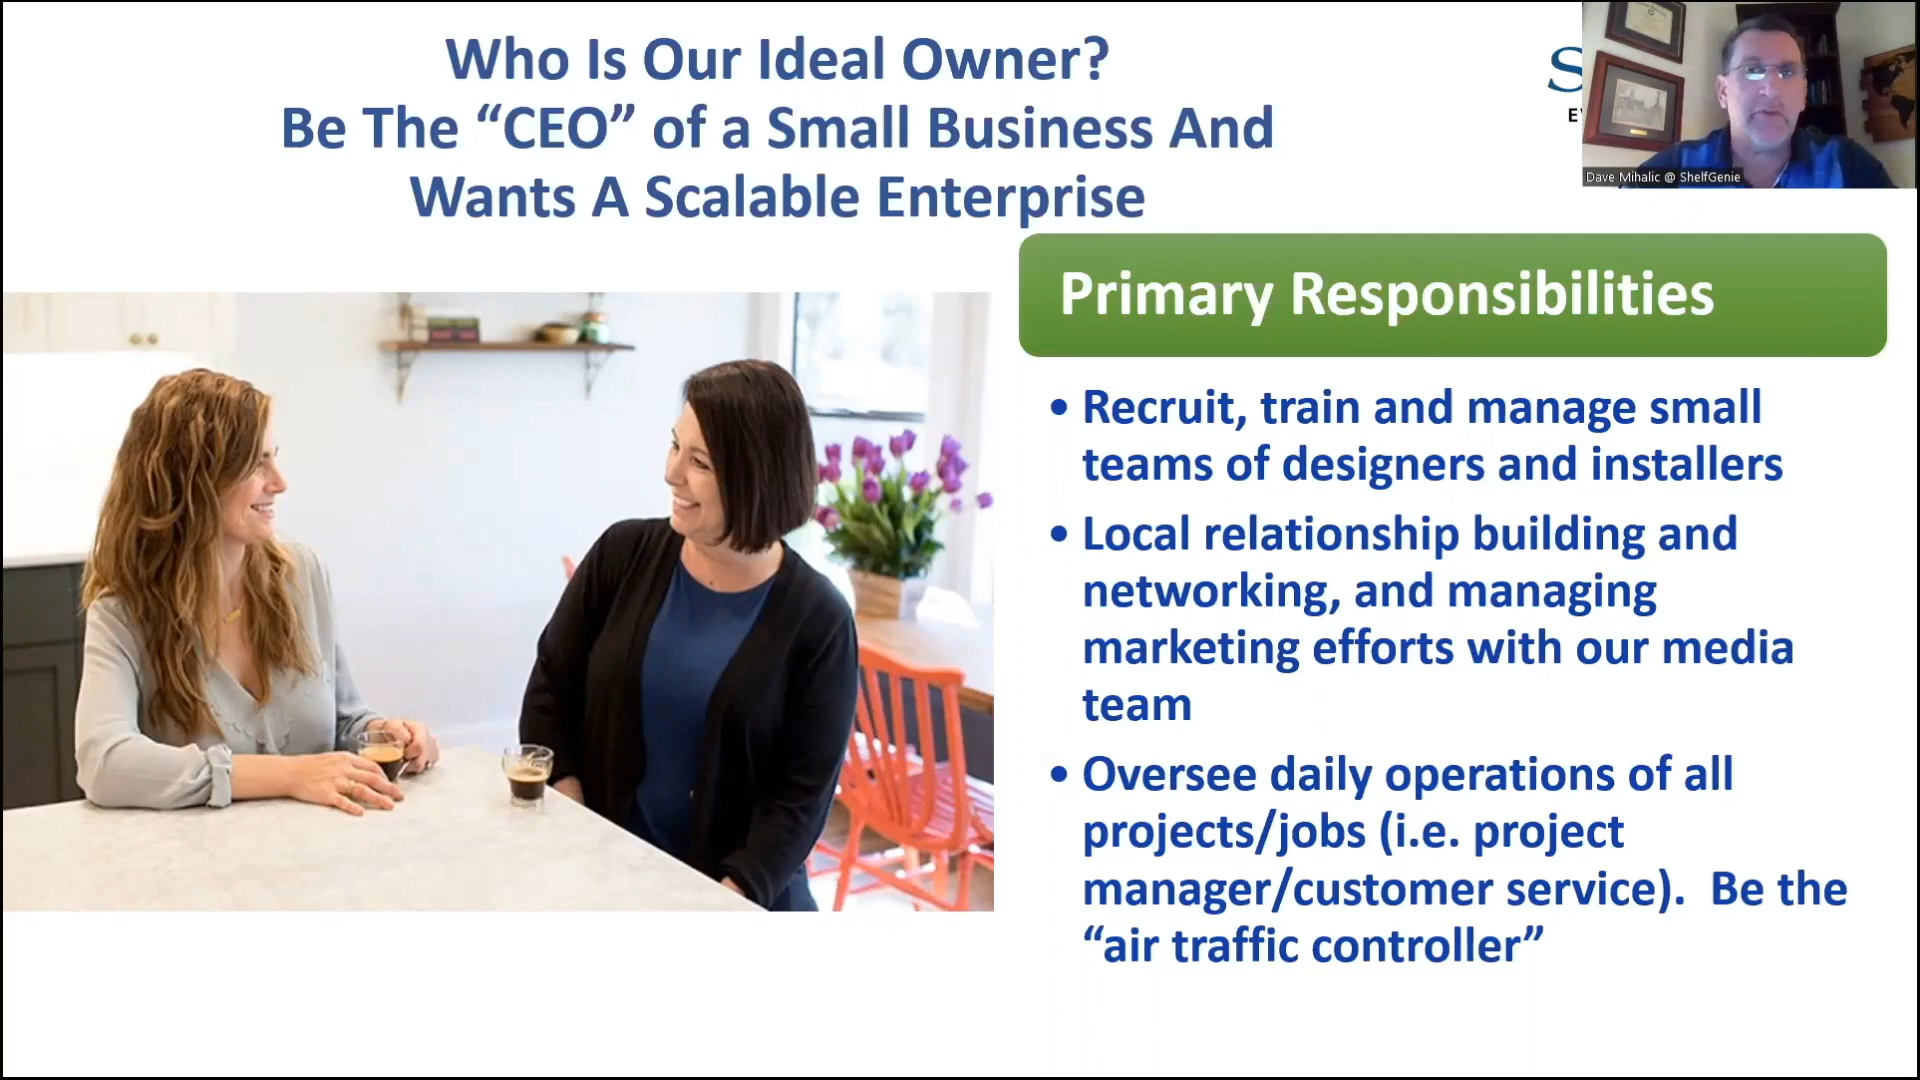 Who Is Our Ideal Owner?
Be The “CEO” of a Small Business And
Wants A Scalable Enterprise
Dave Mihalic @ ShelfGenie
Primary Responsibilities
• Recruit, train and manage small
teams of designers and installers
• Local relationship building and
networking, and managing
marketing efforts with our media
team
• Oversee daily operations of all
projects/jobs (i.e. project
manager/customer service).  Be the
“air traffic controller”